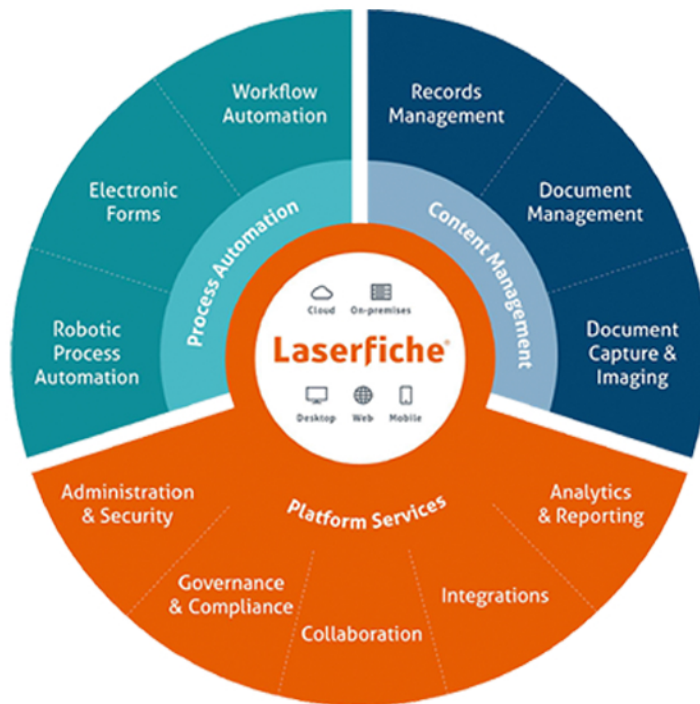 Workflow
Automation
Electronic
Forms
Robotic
Process
Automation
Process Automation
Records
Management
Document
Management
Document
Capture &
Imaging
Content Management
Cloud
On-premises
Laserfiche®
Desktop
Web
Mobile
Platform Services
Administration
& Security
Governance
& Compliance
Collaboration
Integrations
Analytics
& Reporting